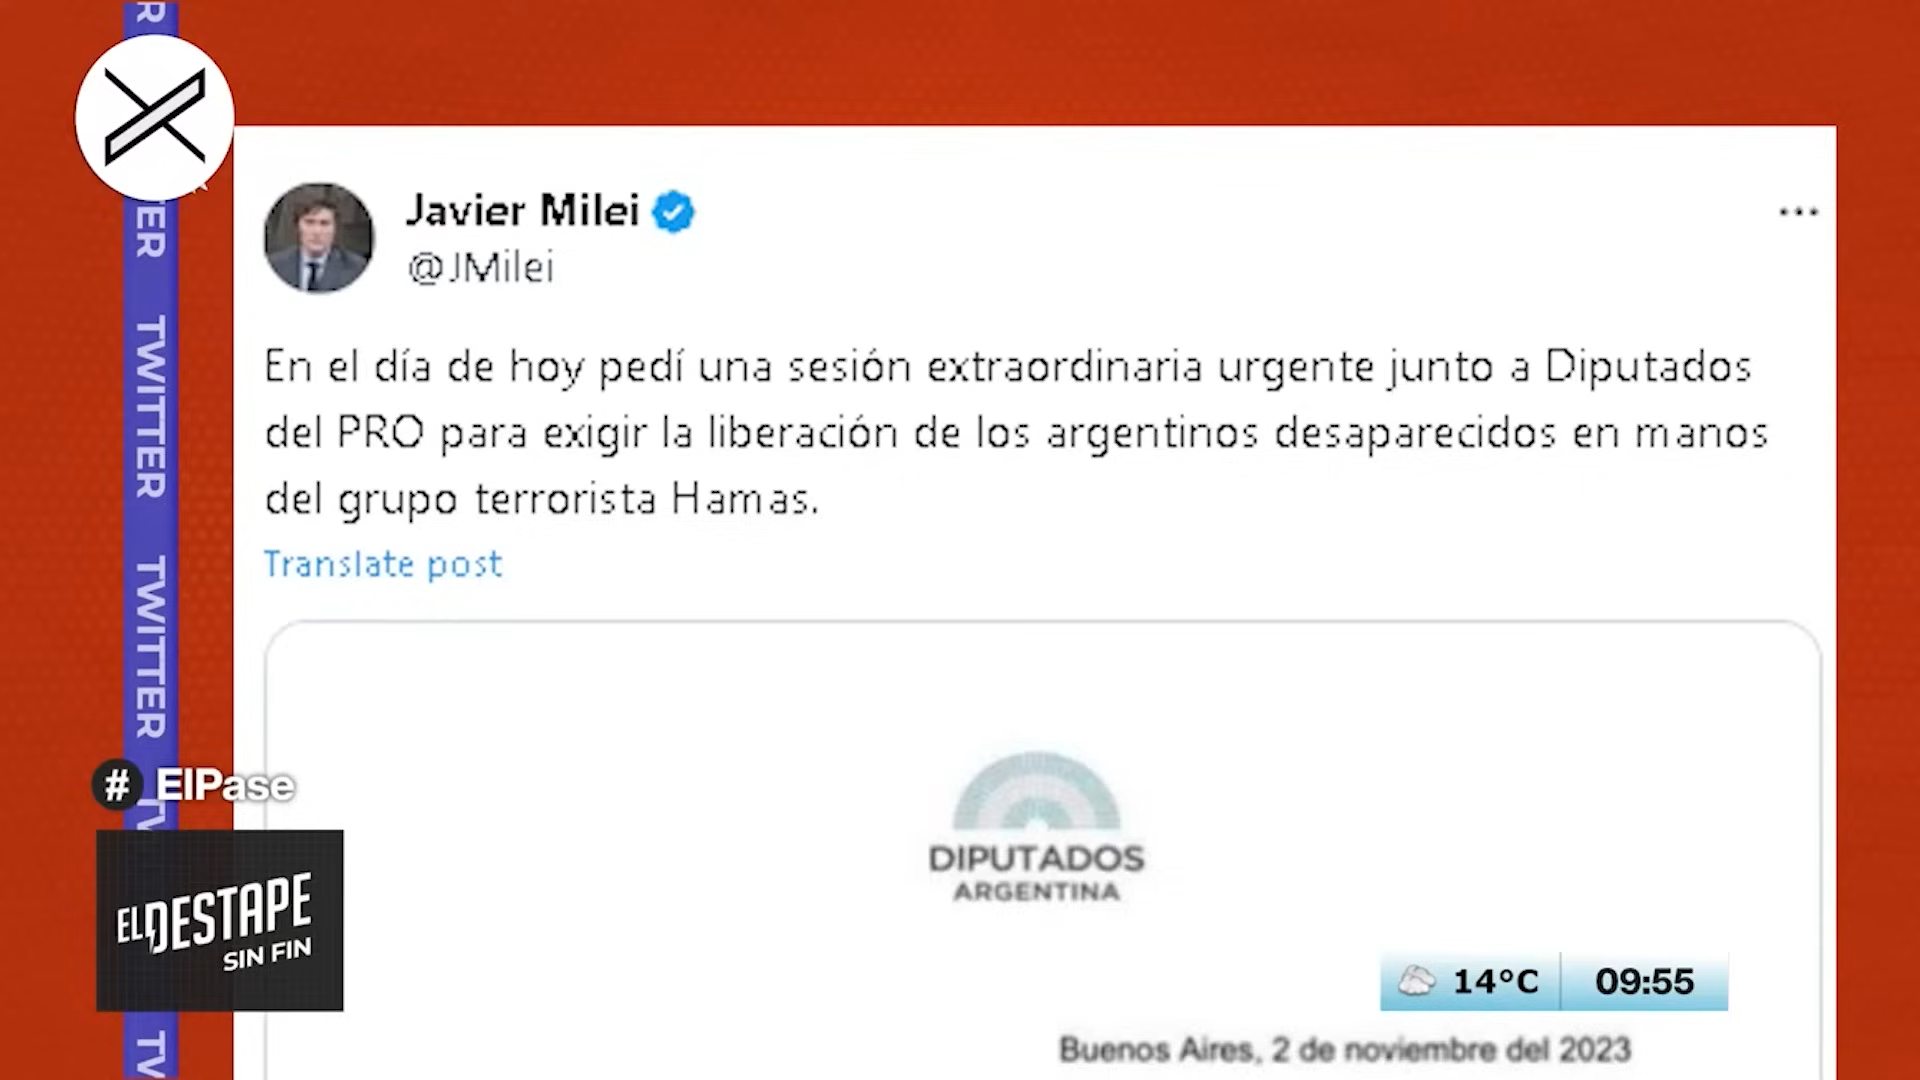 TWITTER
TWITTER
Javier Milei
@JMilei
En el día de hoy pedí una sesión extraordinaria urgente junto a Diputados
del PRO para exigir la liberación de los argentinos desaparecidos en manos
del grupo terrorista Hamas.
Translate post
# ElPase
EL DESTAPE
SIN FIN
DIPUTADOS
ARGENTINA
14°C 09:55
Buenos Aires, 2 de noviembre del 2023